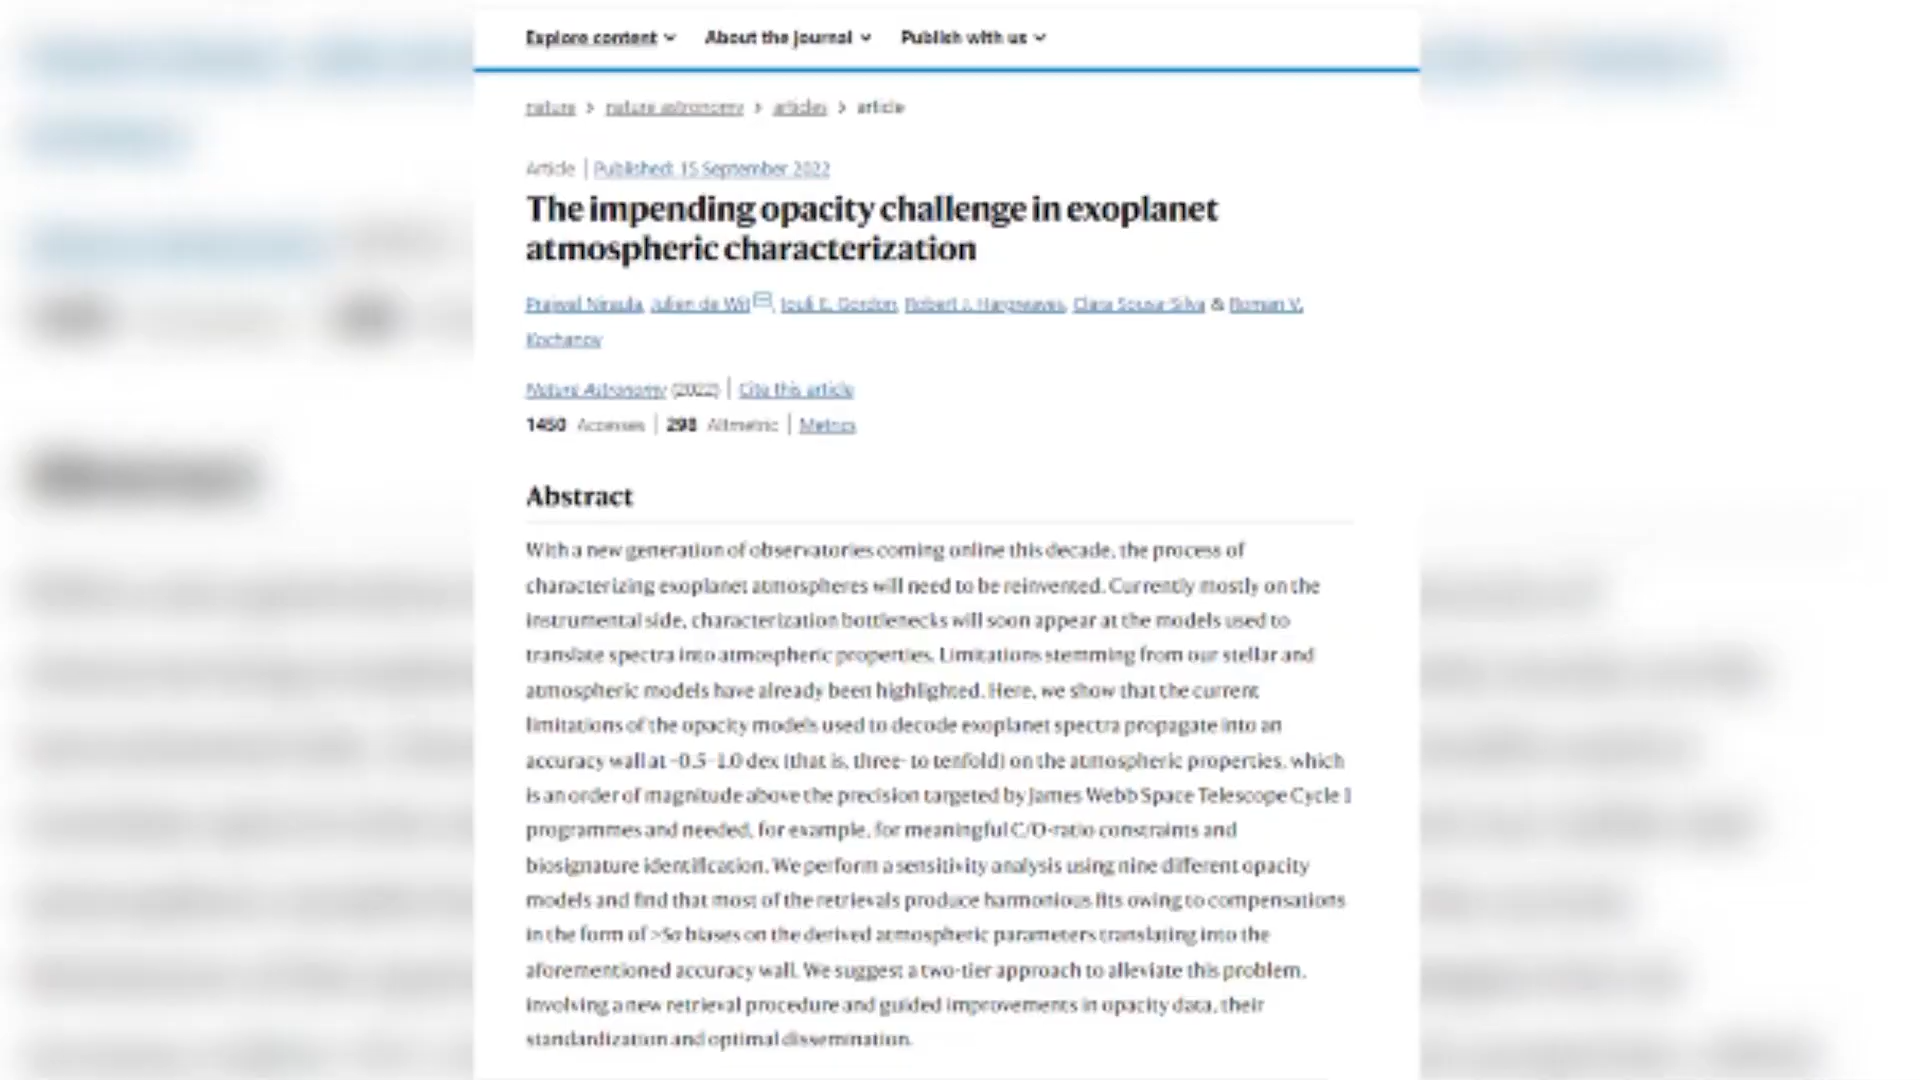 Explore content About the journal Publish with us
nature > nature astronomy > articles > article
Article | Published: 15 September 2022
The impending opacity challenge in exoplanet
atmospheric characterization
Prajwal Niraula, Julien de Wit, Iouli E. Gordon, Robert J. Hargreaves, Clara Sousa-Silva & Roman V.
Kochanov
Nature Astronomy (2022) | Cite this article
1450 Accesses | 298 Altmetric | Metrics
Abstract
With a new generation of observatories coming online this decade, the process of
characterizing exoplanet atmospheres will need to be reinvented. Currently mostly on the
instrumental side, characterization bottlenecks will soon appear at the models used to
translate spectra into atmospheric properties. Limitations stemming from our stellar and
atmospheric models have already been highlighted. Here, we show that the current
limitations of the opacity models used to decode exoplanet spectra propagate into an
accuracy wall at ~0.5–1.0 dex (that is, three- to tenfold) on the atmospheric properties, which
is an order of magnitude above the precision targeted by James Webb Space Telescope Cycle 1
programmes and needed, for example, for meaningful C/O-ratio constraints and
biosignature identification. We perform a sensitivity analysis using nine different opacity
models and find that most of the retrievals produce harmonious fits owing to compensations
in the form of >5σ biases on the derived atmospheric parameters translating into the
aforementioned accuracy wall. We suggest a two-tier approach to alleviate this problem,
involving a new retrieval procedure and guided improvements in opacity data, their
standardization and optimal dissemination.